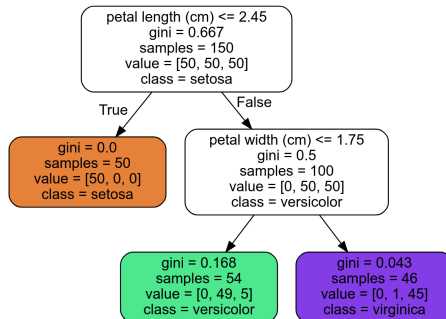 petal length (cm) <= 2.45
gini = 0.667
samples = 150
value = [50, 50, 50]
class = setosa
True
False
gini = 0.0
samples = 50
value = [50, 0, 0]
class = setosa
petal width (cm) <= 1.75
gini = 0.5
samples = 100
value = [0, 50, 50]
class = versicolor
gini = 0.168
samples = 54
value = [0, 49, 5]
class = versicolor
gini = 0.043
samples = 46
value = [0, 1, 45]
class = virginica